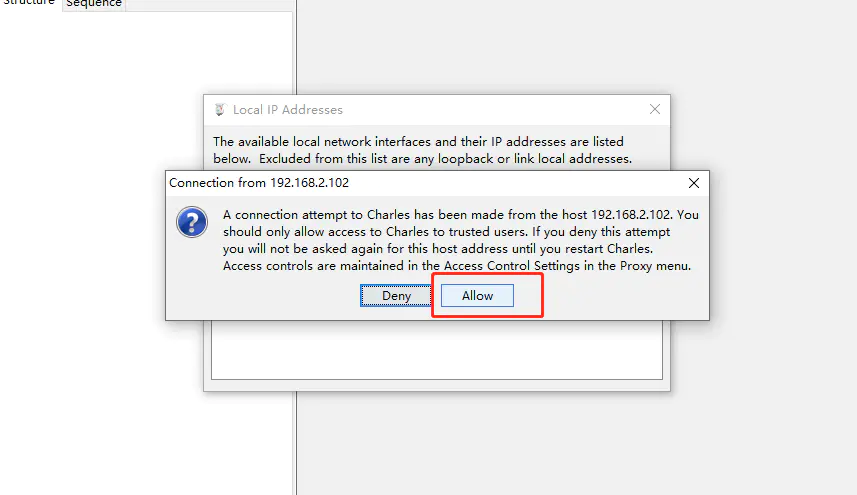 Structure
Sequence
Local IP Addresses
The available local network interfaces and their IP addresses are listed
below.  Excluded from this list are any loopback or link local addresses.
Connection from 192.168.2.102
A connection attempt to Charles has been made from the host 192.168.2.102. You
should only allow access to Charles to trusted users. If you deny this attempt
you will not be asked again for this host address until you restart Charles.
Access controls are maintained in the Access Control Settings in the Proxy menu.
Deny
Allow